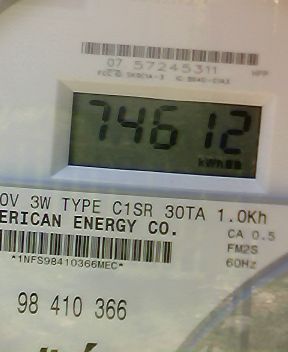 07 57245311
74612
0V 3W TYPE C1SR 30TA 1.0Kh
ERICAN ENERGY CO.
CA 0.5
FM2S
60Hz
*1NFS98410366MEC*
98 410 366